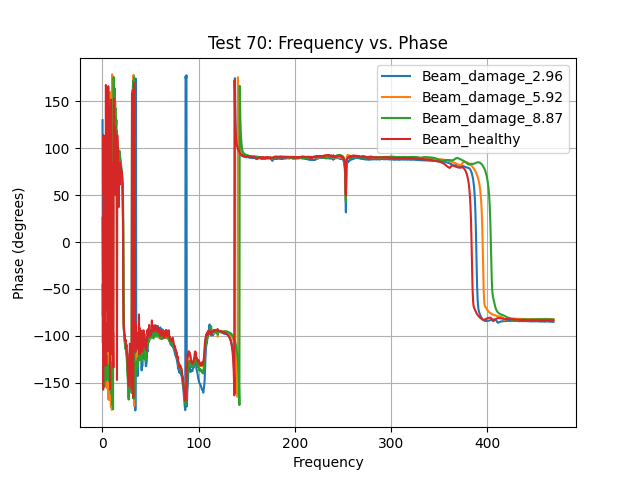 Test 70: Frequency vs. Phase
Beam_damage_2.96
Beam_damage_5.92
Beam_damage_8.87
Beam_healthy
Phase (degrees)
150
100
50
0
−50
−100
−150
0 100 200 300 400
Frequency